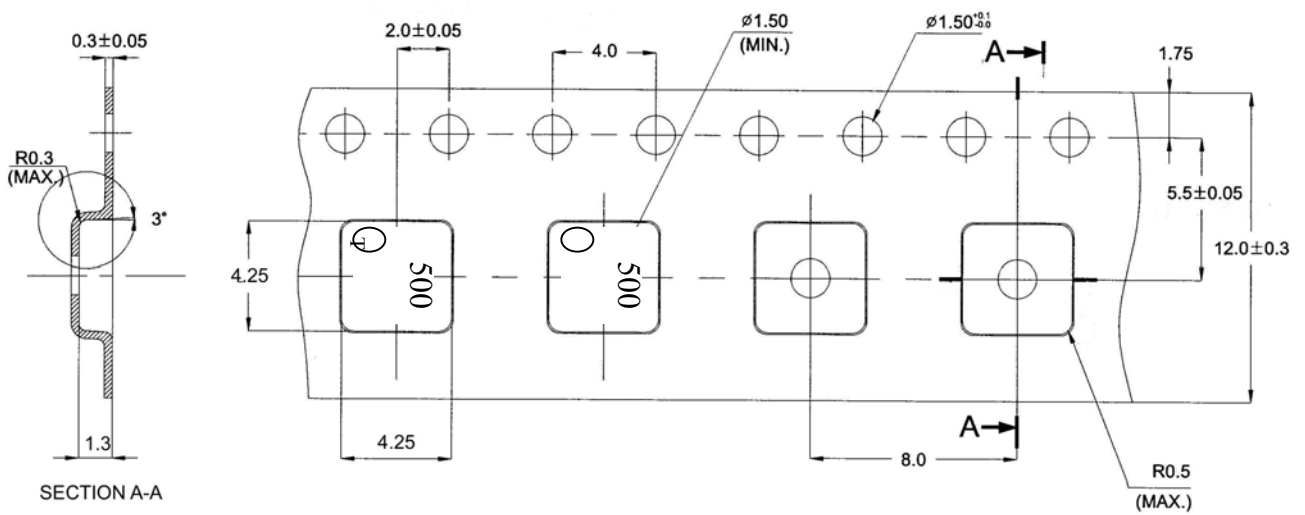 0.3±0.05
2.0±0.05
4.0
ø1.50
(MIN.)
ø1.50 +0.1 -0.0
A
1.75
R0.3
(MAX.)
3°
5.5±0.05
12.0±0.3
T
500
500
4.25
1.3
4.25
A
8.0
R0.5
(MAX.)
SECTION A-A